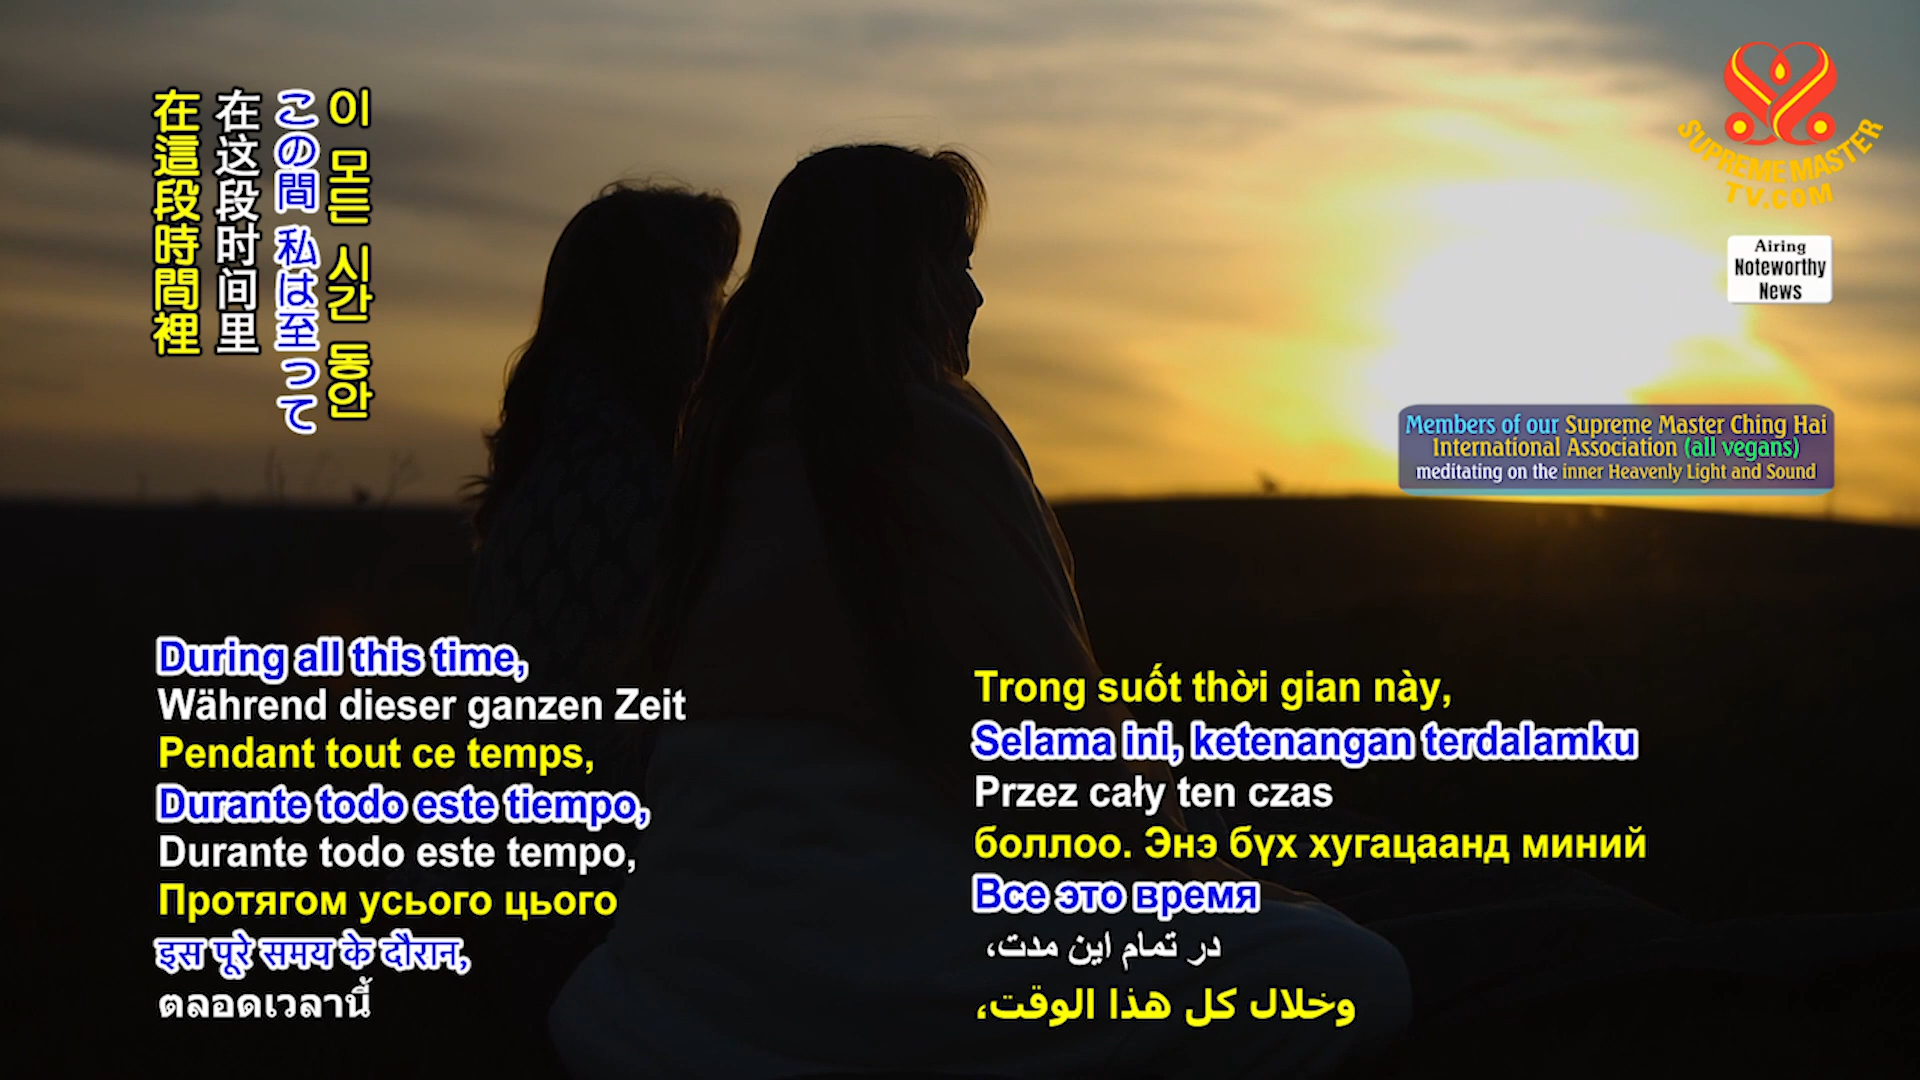 在這段時間裡
在这段时间里
この間 私は至って
이 모든 시간 동안
SUPREME MASTER
TV.COM
Airing
Noteworthy
News
Members of our Supreme Master Ching Hai
International Association (all vegans)
meditating on the inner Heavenly Light and Sound
During all this time,
Während dieser ganzen Zeit
Pendant tout ce temps,
Durante todo este tiempo,
Durante todo este tempo,
Протягом усього цього
इस पूरे समय के दौरान,
ตลอดเวลานี้
Trong suốt thời gian này,
Selama ini, ketenangan terdalamku
Przez cały ten czas
боллоо. Энэ бүх хугацаанд миний
Все это время
در تمام این مدت،
وخلال كل هذا الوقت،